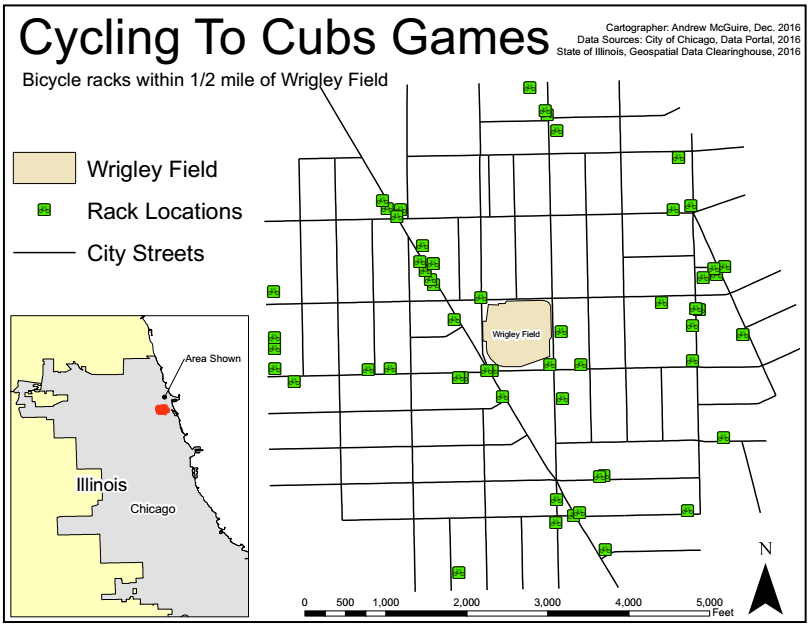 Cycling To Cubs Games
Cartographer: Andrew McGuire, Dec. 2016
Data Sources: City of Chicago, Data Portal, 2016
State of Illinois, Geospatial Data Clearinghouse, 2016
Bicycle racks within 1/2 mile of Wrigley Field
Wrigley Field
Rack Locations
City Streets
Wrigley Field
Area Shown
Illinois
Chicago
N
0 500 1,000 2,000 3,000 4,000 5,000
Feet